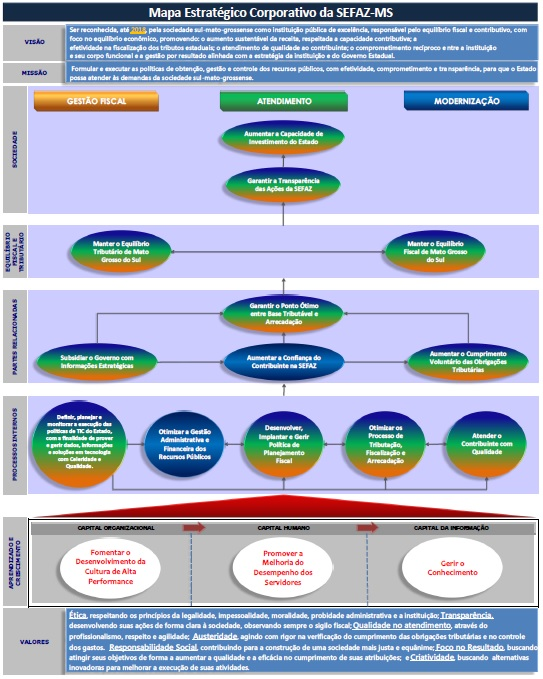 Mapa Estratégico Corporativo da SEFAZ-MS
VISÃO
Ser reconhecida, até 2015, pela sociedade sul-mato-grossense como instituição pública de excelência, responsável pelo equilíbrio fiscal e contributivo, com
foco no equilíbrio econômico, promovendo: o aumento sustentável da receita, respeitada a capacidade contributiva; a
efetividade na fiscalização dos tributos estaduais; o atendimento de qualidade ao contribuinte; o comprometimento recíproco entre a instituição
e seu corpo funcional e a gestão por resultado alinhada com a estratégia da instituição e do Governo Estadual.
MISSÃO
Formular e executar as políticas de obtenção, gestão e controle dos recursos públicos, com efetividade, comprometimento e transparência, para que o Estado
possa atender às demandas da sociedade sul-mato-grossense.
SOCIEDADE
GESTÃO FISCAL
ATENDIMENTO
MODERNIZAÇÃO
Aumentar a Capacidade de
Investimento do Estado
Garantir a Transparência
das Ações da SEFAZ
EQUILÍBRIO
FISCAL E
TRIBUTÁRIO
Manter o Equilíbrio
Tributário de Mato
Grosso do Sul
Manter o Equilíbrio
Fiscal de Mato Grosso
do Sul
PARTES RELACIONADAS
Garantir o Ponto Ótimo
entre Base Tributável e
Arrecadação
Subsidiar o Governo com
Informações Estratégicas
Aumentar a Confiança do
Contribuinte na SEFAZ
Aumentar o Cumprimento
Voluntário das Obrigações
Tributárias
PROCESSOS INTERNOS
Definir, planejar e
monitorar a execução das
políticas de TIC do Estado,
com a finalidade de prover
e gerir dados, informações
e soluções em tecnologia
com Celeridade e
Qualidade.
Otimizar a Gestão
Administrativa e
Financeira dos
Recursos Públicos
Desenvolver,
Implantar e Gerir
Política de
Planejamento
Fiscal
Otimizar os
Processo de
Tributação,
Fiscalização e
Arrecadação
Atender o
Contribuinte com
Qualidade
APRENDIZADO E
CRESCIMENTO
CAPITAL ORGANIZACIONAL
CAPITAL HUMANO
CAPITAL DA INFORMAÇÃO
Fomentar o
Desenvolvimento da
Cultura de Alta
Performance
Promover a
Melhoria do
Desempenho dos
Servidores
Gerir o
Conhecimento
VALORES
Ética, respeitando os princípios da legalidade, impessoalidade, moralidade, probidade administrativa e a instituição; Transparência,
desenvolvendo suas ações de forma clara à sociedade, observando sempre o sigilo fiscal; Qualidade no atendimento, através do
profissionalismo, respeito e agilidade; Austeridade, agindo com rigor na verificação do cumprimento das obrigações tributárias e no controle
dos gastos. Responsabilidade Social, contribuindo para a construção de uma sociedade mais justa e equânime; Foco no Resultado, buscando
atingir seus objetivos de forma a aumentar a qualidade e a eficácia no cumprimento de suas atribuições; e Criatividade, buscando alternativas
inovadoras para melhorar a execução de suas atividades.